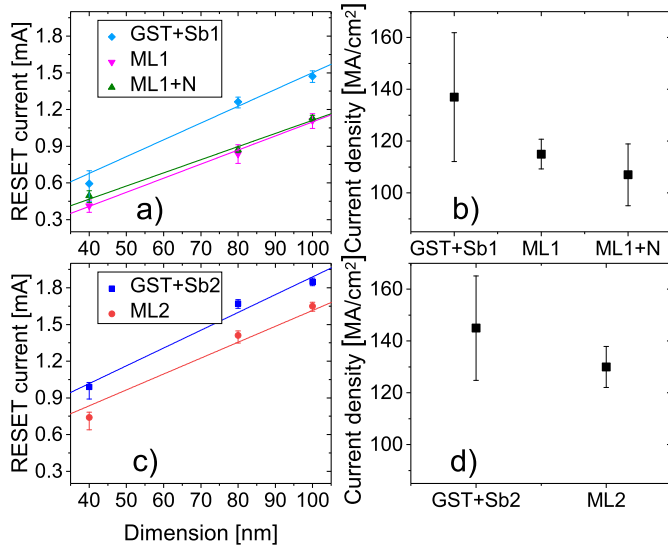 a)
RESET current [mA]
1.8
1.5
1.2
0.9
0.6
0.3
GST+Sb1
ML1
ML1+N
40 50 60 70 80 90 100
b)
Current density [MA/cm²]
160
140
120
100
GST+Sb1 ML1 ML1+N
c)
RESET current [mA]
1.8
1.5
1.2
0.9
0.6
0.3
GST+Sb2
ML2
40 50 60 70 80 90 100
Dimension [nm]
d)
Current density [MA/cm²]
160
140
120
100
GST+Sb2 ML2